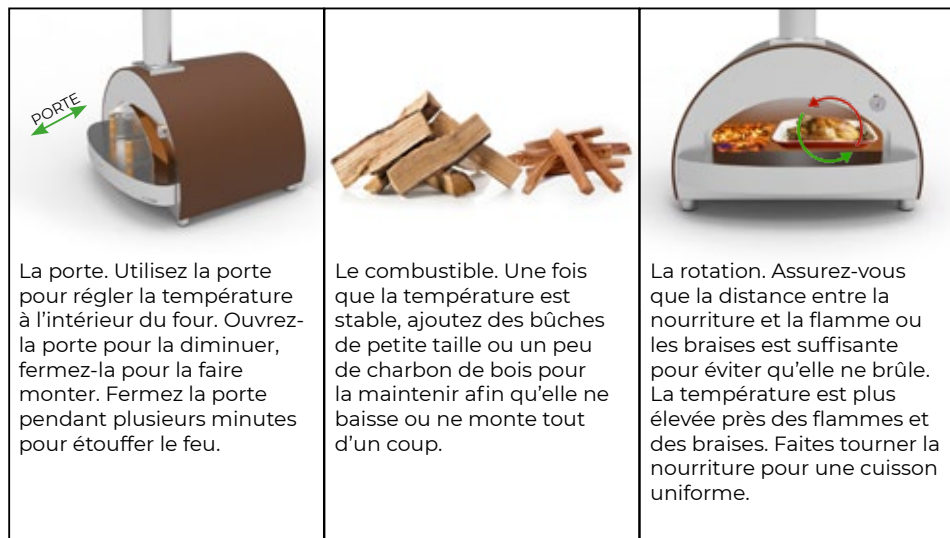 PORTE
La porte. Utilisez la porte
pour régler la température
à l'intérieur du four. Ouvrez-
la porte pour la diminuer,
fermez-la pour la faire
monter. Fermez la porte
pendant plusieurs minutes
pour étouffer le feu.
Le combustible. Une fois
que la température est
stable, ajoutez des bûches
de petite taille ou un peu
de charbon de bois pour
la maintenir afin qu'elle ne
baisse ou ne monte tout
d'un coup.
La rotation. Assurez-vous
que la distance entre la
nourriture et la flamme ou
les braises est suffisante
pour éviter qu'elle ne brûle.
La température est plus
élevée près des flammes et
des braises. Faites tourner la
nourriture pour une cuisson
uniforme.